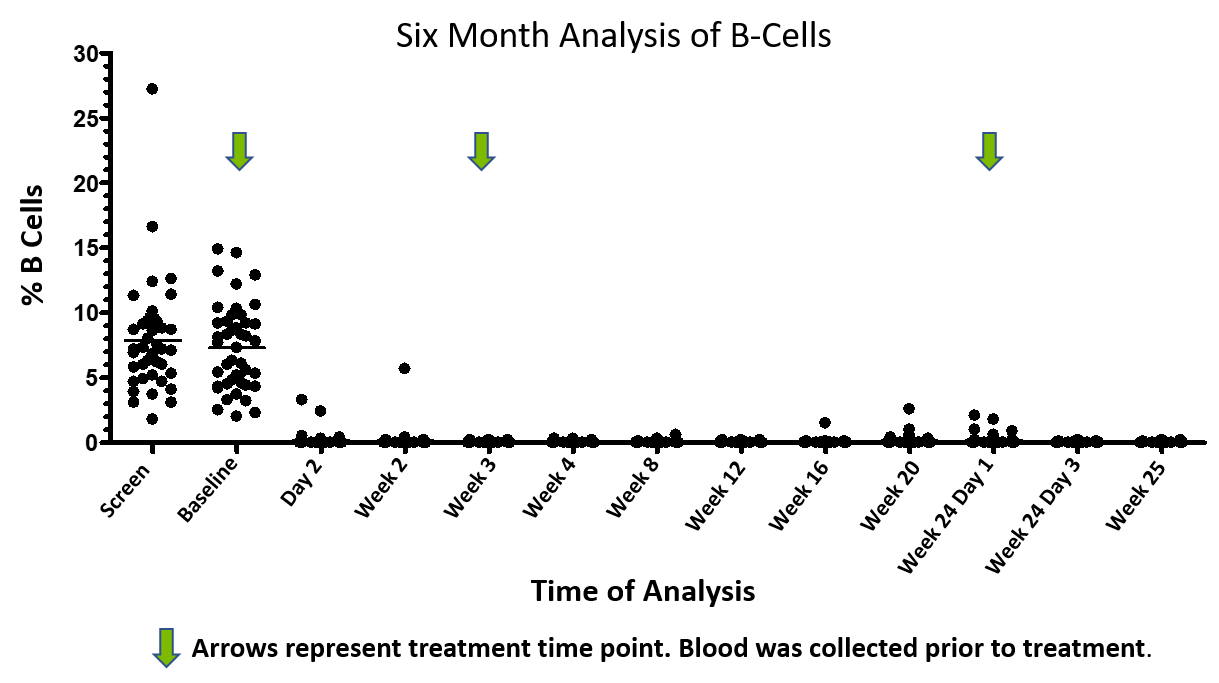 Six Month Analysis of B-Cells
30
25
20
15
10
5
0
% B Cells
Screen
Baseline
Day 2
Week 2
Week 3
Week 4
Week 8
Week 12
Week 16
Week 20
Week 24 Day 1
Week 24 Day 3
Week 25
Time of Analysis
Arrows represent treatment time point. Blood was collected prior to treatment.